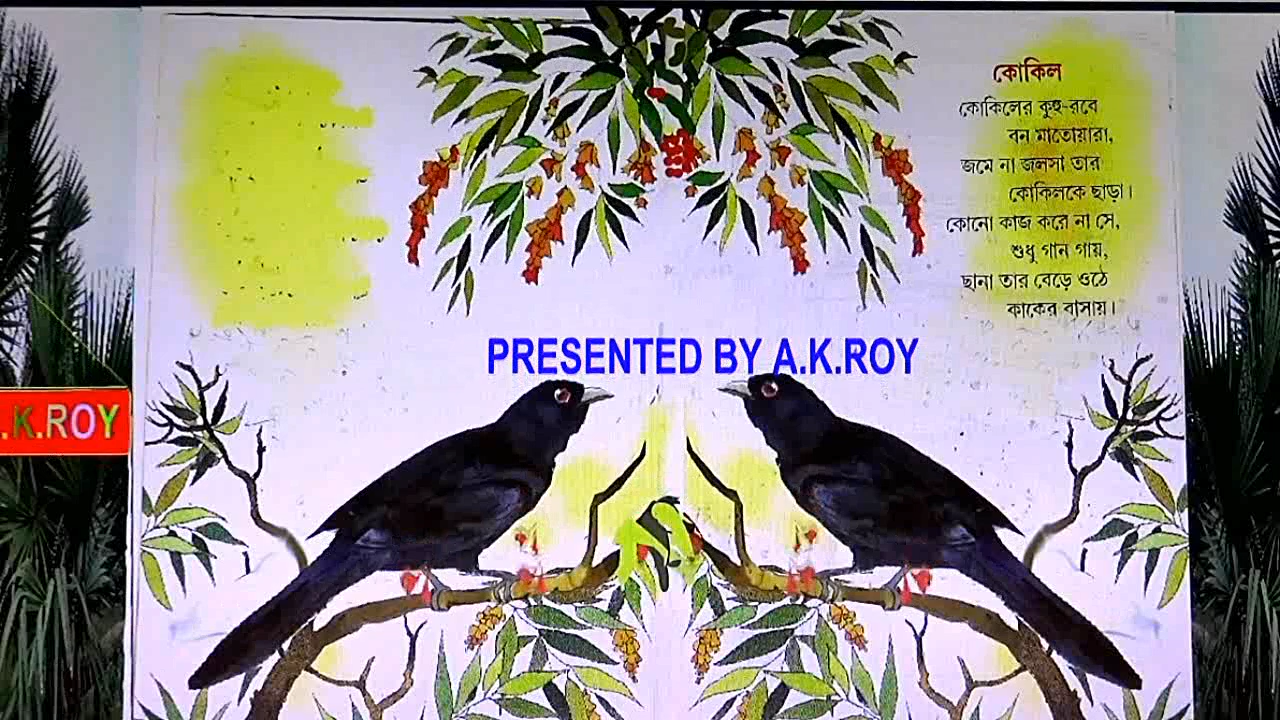 কোকিল
কোকিলের কুহু-রবে
বন মাতোয়ারা,
জমে না জলসা তার
কোকিলকে ছাড়া।
কোনো কাজ করে না সে,
শুধু গান গায়,
ছানা তার বেড়ে ওঠে
কাকের বাসায়।
PRESENTED BY A.K.ROY
.K.ROY